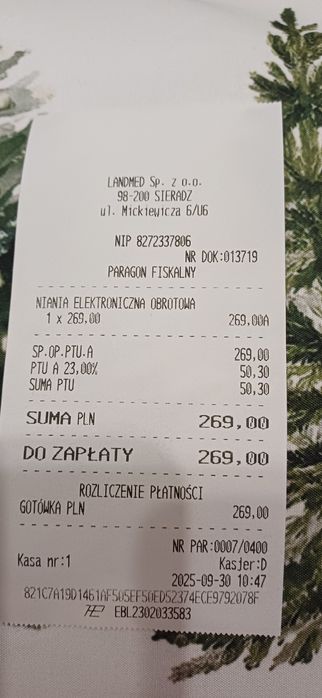 LANDMED Sp. z o.o.
98-200 SIERADZ
ul. Mickiewicza 6/U6
NIP 8272337806
NR DOK:013719
PARAGON FISKALNY
NIANIA ELEKTRONICZNA OBROTOWA
1 x 269,00 269,00A
SP.OP.PTU.A 269,00
PTU A 23,00% 50,30
SUMA PTU 50,30
SUMA PLN 269,00
DO ZAPŁATY 269,00
ROZLICZENIE PŁATNOŚCI
GOTÓWKA PLN 269,00
NR PAR:0007/0400
Kasa nr:1 Kasjer:D
2025-09-30 10:47
821C7A19D1461AF505EF50ED52374ECE9792078F
EBL2302033583